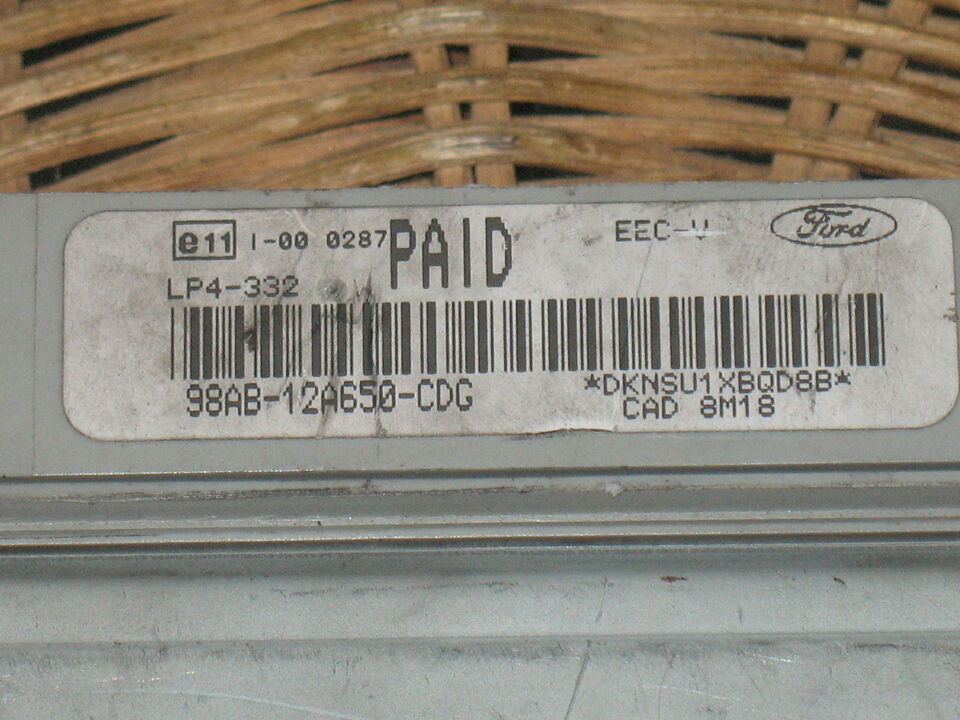 e11 I-00 0287 PAID EEC-V Ford
LP4-332
98AB-12A650-CDG *DKNSU1XBQD8B*
CAD 8M18